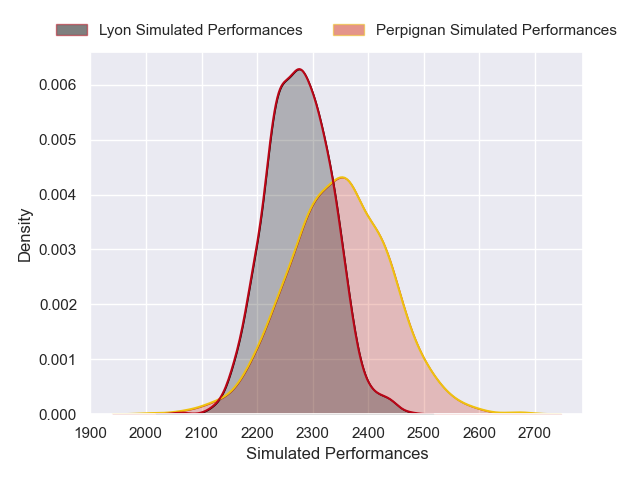 Lyon Simulated Performances Perpignan Simulated Performances
0.006
0.005
0.004
0.003
0.002
0.001
0.000
Density
1900 2000 2100 2200 2300 2400 2500 2600 2700
Simulated Performances